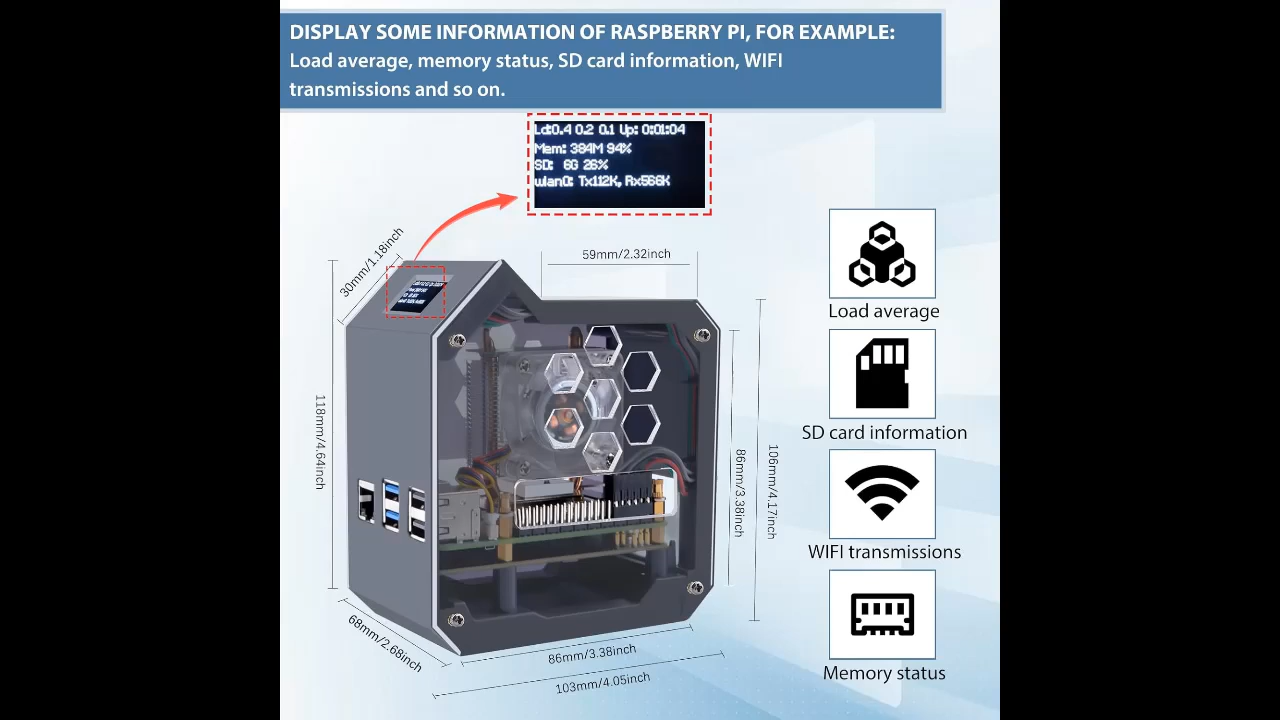 DISPLAY SOME INFORMATION OF RASPBERRY PI, FOR EXAMPLE:
Load average, memory status, SD card information, WIFI
transmissions and so on.
Ld:0.4 0.2 0.1 Up: 0:01:04
Mem: 384M 94%
SD: 6G 26%
wlan0: Tx112K, Rx566K
30mm/1.18inch
59mm/2.32inch
118mm/4.64inch
86mm/3.38inch
106mm/4.17inch
68mm/2.68inch
86mm/3.38inch
103mm/4.05inch
Load average
SD card information
WIFI transmissions
Memory status